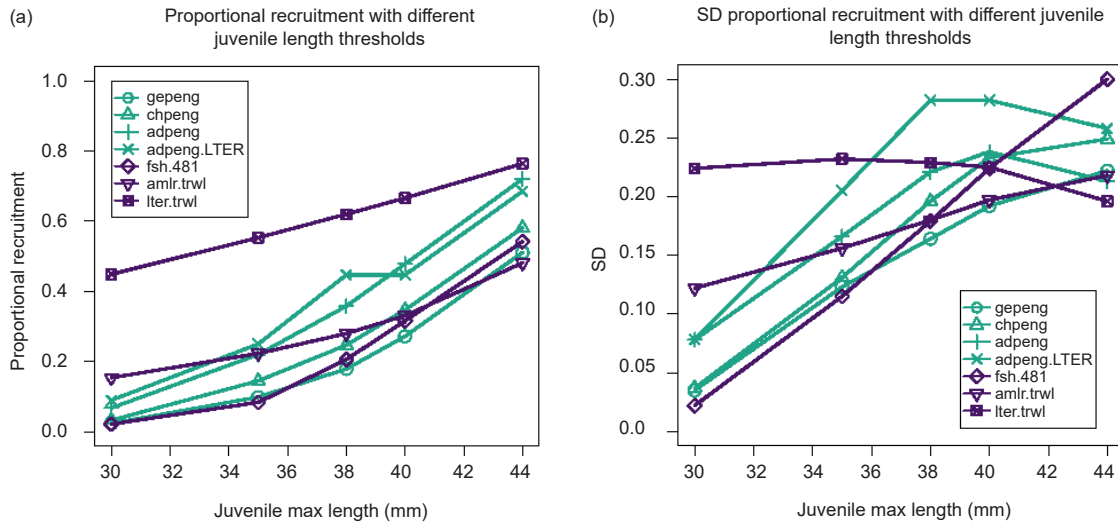 (a)
Proportional recruitment with different
juvenile length thresholds
1.0
0.8
0.6
0.4
0.2
0.0
Proportional recruitment
gepeng
chpeng
adpeng
adpeng.LTER
fsh.481
amlr.trwl
lter.trwl
30 32 34 36 38 40 42 44
Juvenile max length (mm)
(b)
SD proportional recruitment with different juvenile
length thresholds
0.30
0.25
0.20
0.15
0.10
0.05
0.0
SD
gepeng
chpeng
adpeng
adpeng.LTER
fsh.481
amlr.trwl
lter.trwl
30 32 34 36 38 40 42 44
Juvenile max length (mm)